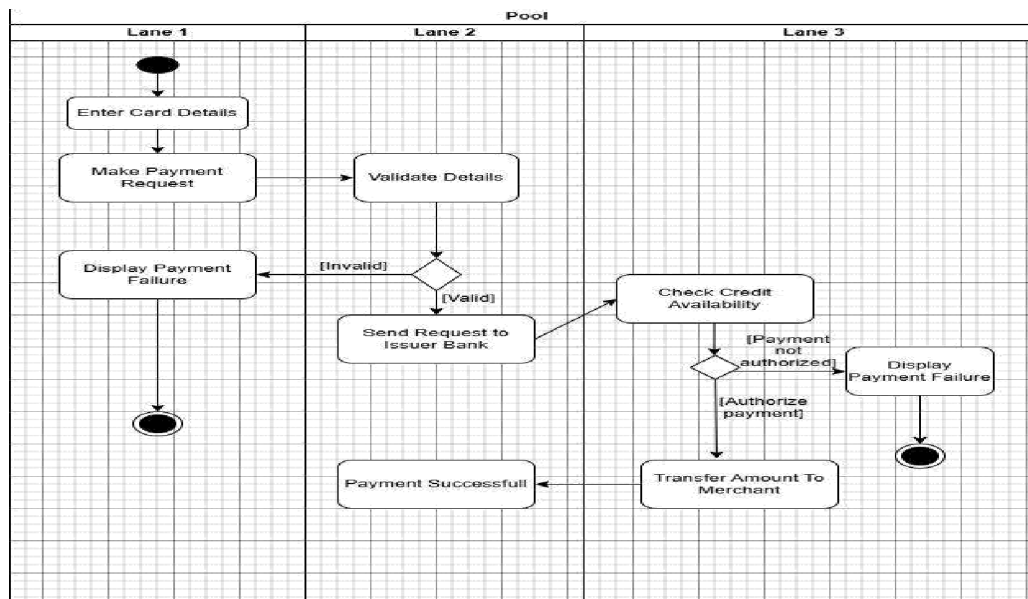 Pool
Lane 1
Lane 2
Lane 3
Enter Card Details
Make Payment
Request
Validate Details
Display Payment
Failure
[Invalid]
[Valid]
Send Request to
Issuer Bank
Check Credit
Availability
[Payment
not
authorized]
Display
Payment Failure
[Authorize
payment]
Payment Successfull
Transfer Amount To
Merchant